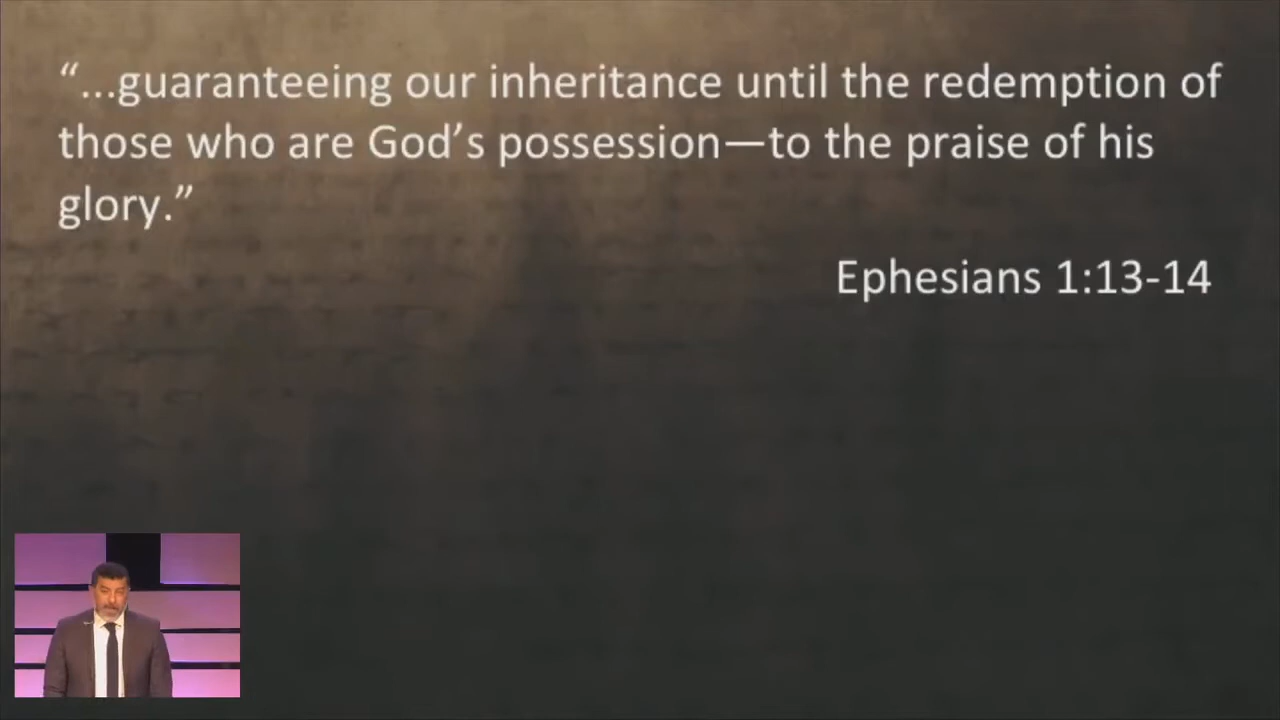 “...guaranteeing our inheritance until the redemption of
those who are God’s possession—to the praise of his
glory.”
Ephesians 1:13-14